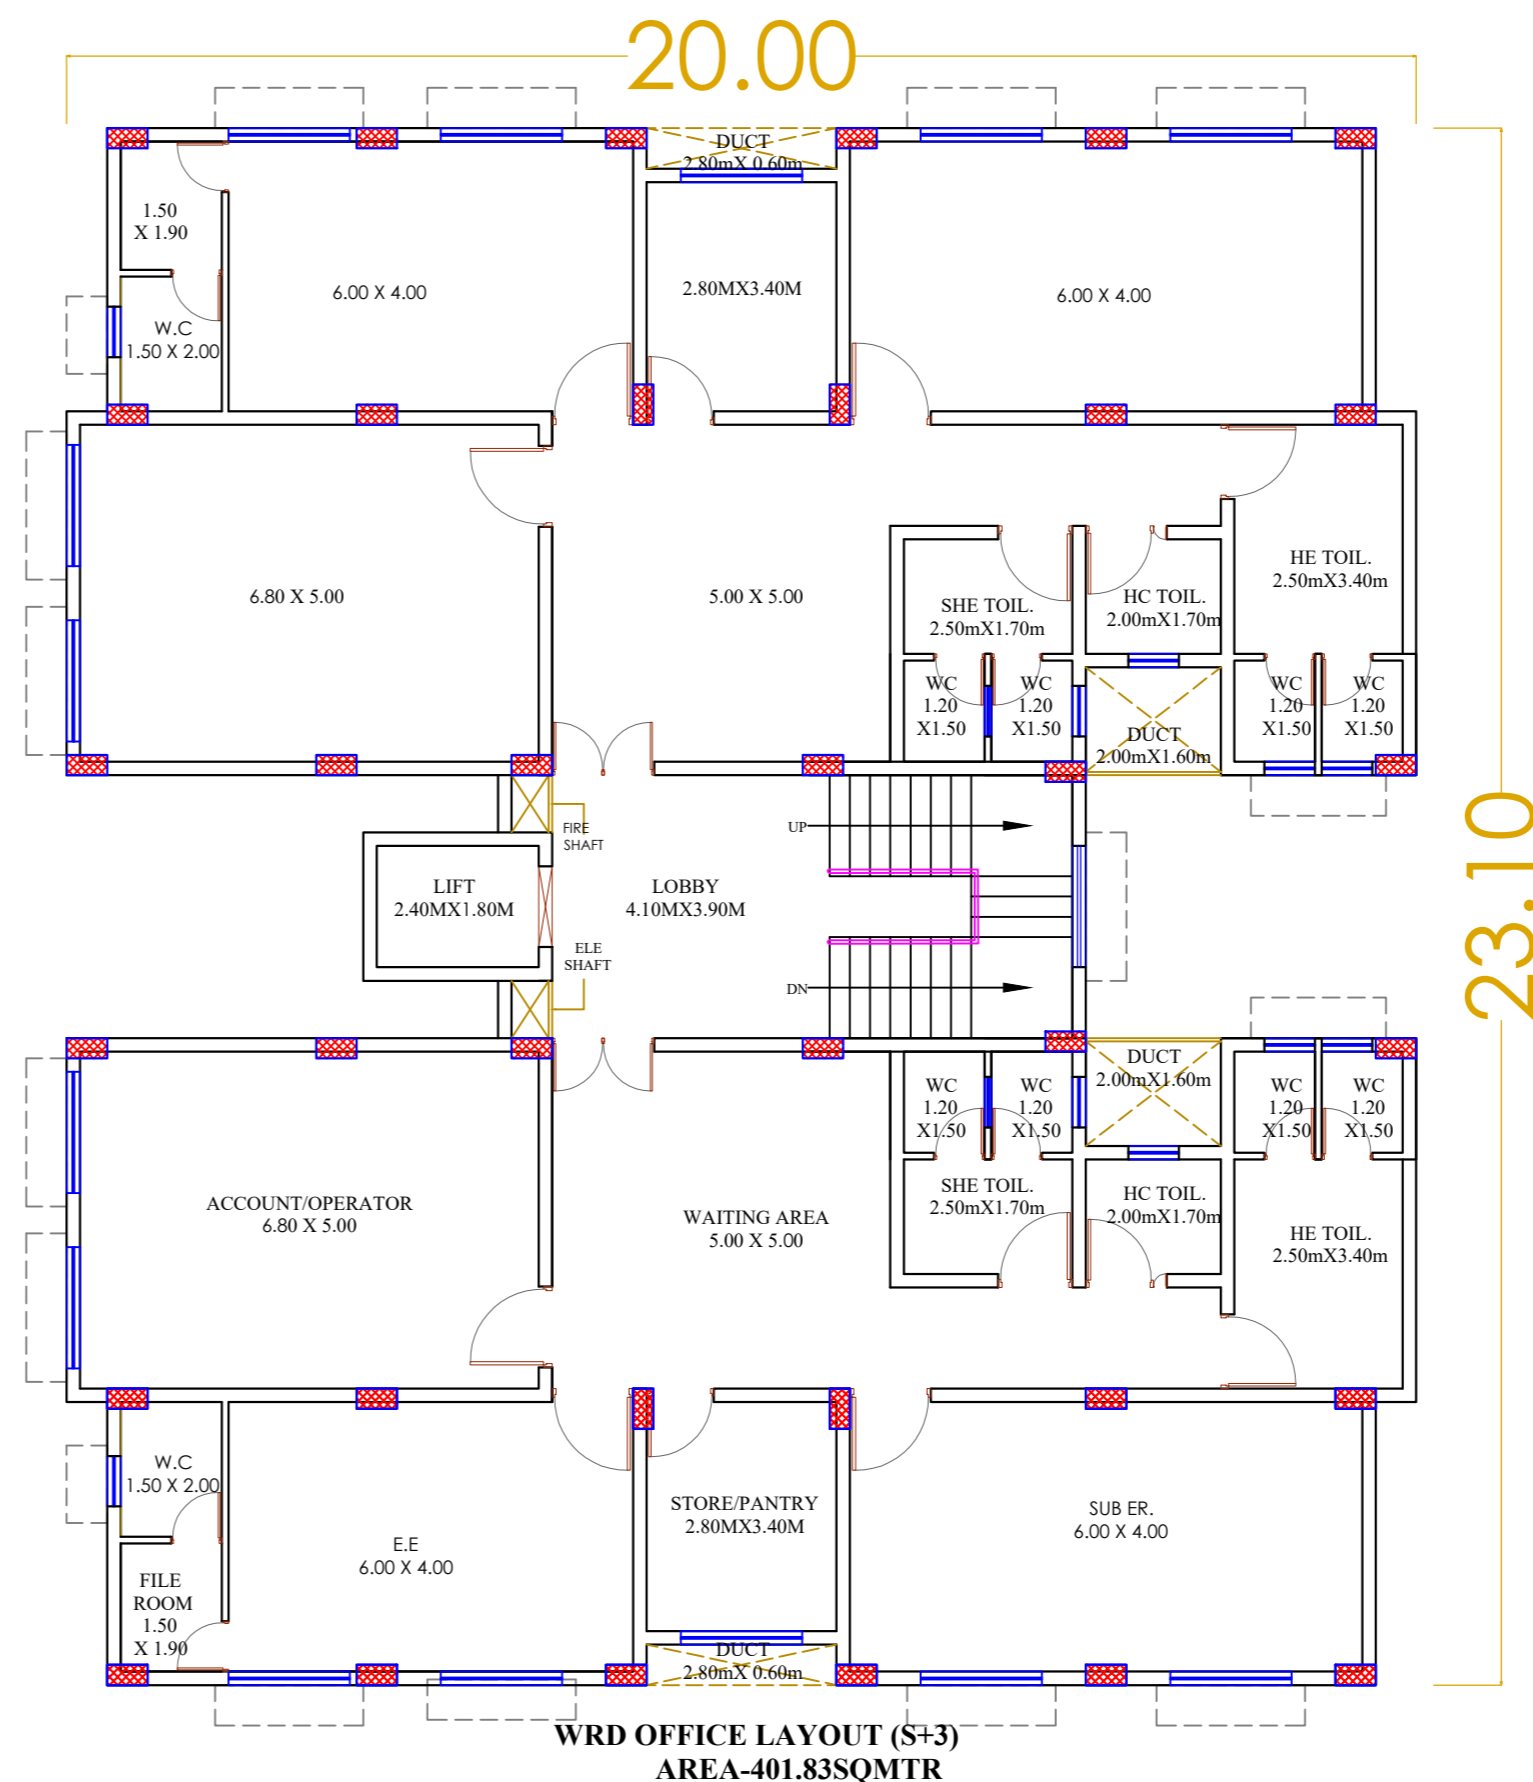 20.00
DUCT
2.80mX 0.60m
1.50
X 1.90
6.00 X 4.00
2.80MX3.40M
6.00 X 4.00
W.C
1.50 X 2.00
6.80 X 5.00
5.00 X 5.00
SHE TOIL.
2.50mX1.70m
HC TOIL.
2.00mX1.70m
HE TOIL.
2.50mX3.40m
WC
1.20
X1.50
WC
1.20
X1.50
DUCT
2.00mX1.60m
WC
1.20
X1.50
WC
1.20
X1.50
FIRE
SHAFT
UP
LIFT
2.40MX1.80M
LOBBY
4.10MX3.90M
23.10
ELE
SHAFT
DN
WC
1.20
X1.50
WC
1.20
X1.50
DUCT
2.00mX1.60m
WC
1.20
X1.50
WC
1.20
X1.50
ACCOUNT/OPERATOR
6.80 X 5.00
WAITING AREA
5.00 X 5.00
SHE TOIL.
2.50mX1.70m
HC TOIL.
2.00mX1.70m
HE TOIL.
2.50mX3.40m
W.C
1.50 X 2.00
STORE/PANTRY
2.80MX3.40M
SUB ER.
6.00 X 4.00
E.E
6.00 X 4.00
FILE
ROOM
1.50
X 1.90
DUCT
2.80mX 0.60m
WRD OFFICE LAYOUT (S+3)
AREA-401.83SQMTR